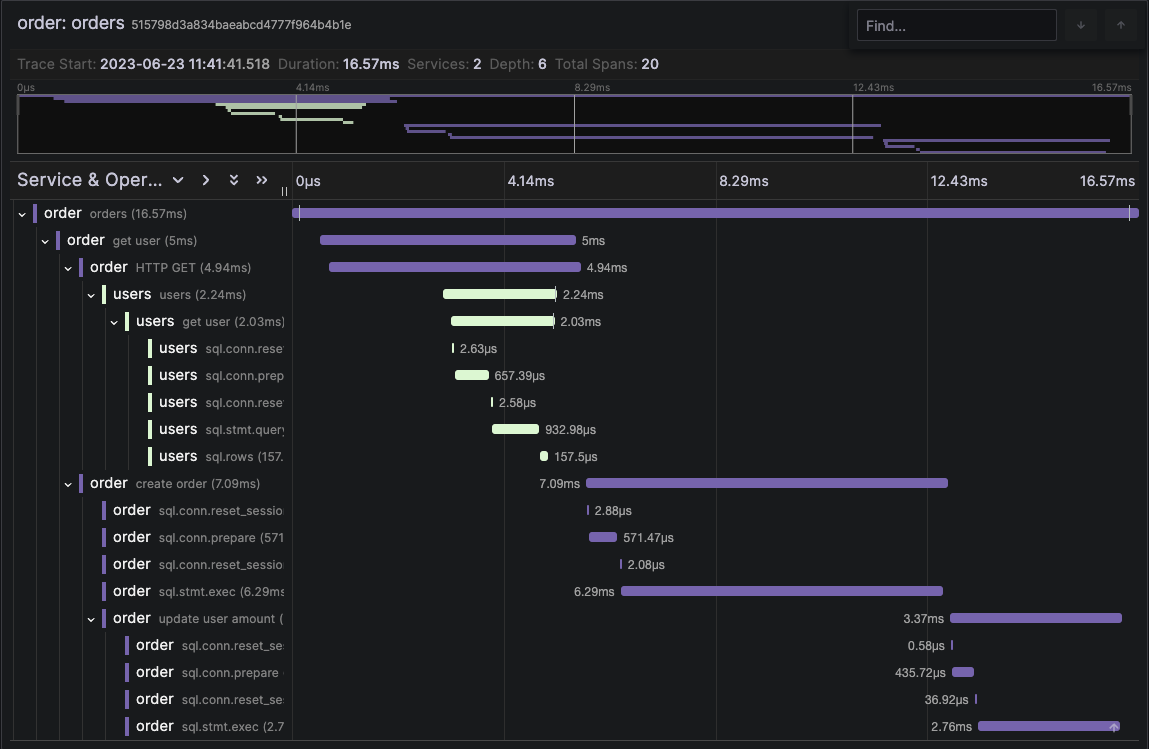 order: orders 515798d3a834baeabcd4777f964b4b1e Find...
Trace Start: 2023-06-23 11:41:41.518 Duration: 16.57ms Services: 2 Depth: 6 Total Spans: 20
0μs 4.14ms 8.29ms 12.43ms 16.57ms
Service & Oper... 0μs 4.14ms 8.29ms 12.43ms 16.57ms
order orders (16.57ms)
order get user (5ms) 5ms
order HTTP GET (4.94ms) 4.94ms
users users (2.24ms) 2.24ms
users get user (2.03ms) 2.03ms
users sql.conn.rese 2.63μs
users sql.conn.prep 657.39μs
users sql.conn.rese 2.58μs
users sql.stmt.query 932.98μs
users sql.rows (157. 157.5μs
order create order (7.09ms) 7.09ms
order sql.conn.reset_sessio 2.88μs
order sql.conn.prepare (571 571.47μs
order sql.conn.reset_sessio 2.08μs
order sql.stmt.exec (6.29ms 6.29ms
order update user amount ( 3.37ms
order sql.conn.reset_se 0.58μs
order sql.conn.prepare 435.72μs
order sql.conn.reset_se 36.92μs
order sql.stmt.exec (2.7 2.76ms